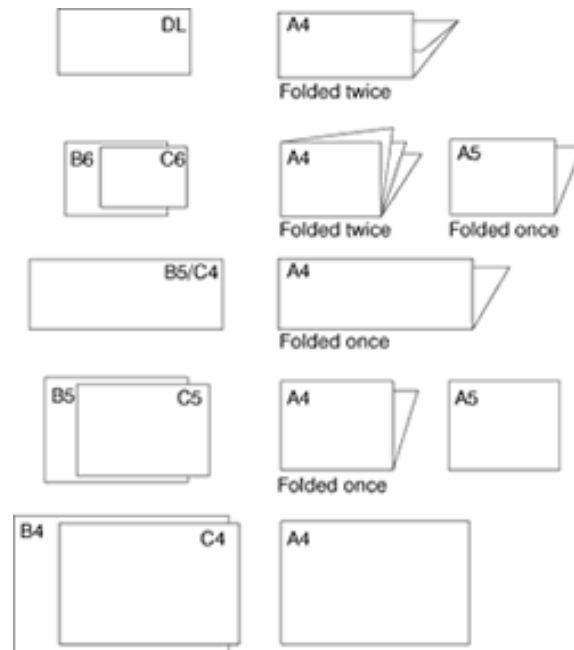 DL
A4
Folded twice
B6
C6
A4
A5
Folded twice
Folded once
B5/C4
A4
Folded once
B5
C5
A4
A5
Folded once
B4
C4
A4